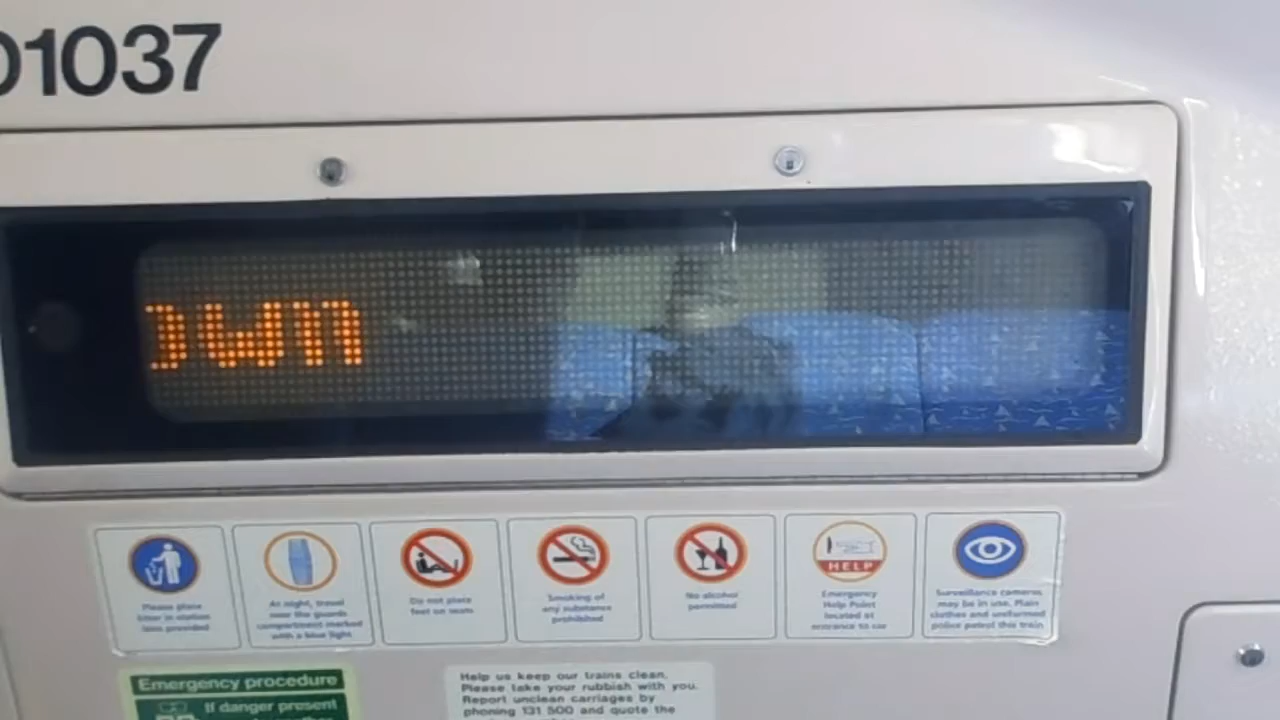 01037
wn
Please place
litter in station
bins provided
At night, travel
near the guards
compartment marked
with a blue light
Do not place
feet on seats
Smoking of
any substance
prohibited
No alcohol
permitted
HELP
Emergency
Help Point
located at
entrance to car
Surveillance cameras
may be in use. Plain
clothes and uniformed
police patrol this train
Emergency procedure
If danger present
Help us keep our trains clean.
Please take your rubbish with you.
Report unclean carriages by
phoning 131 500 and quote the